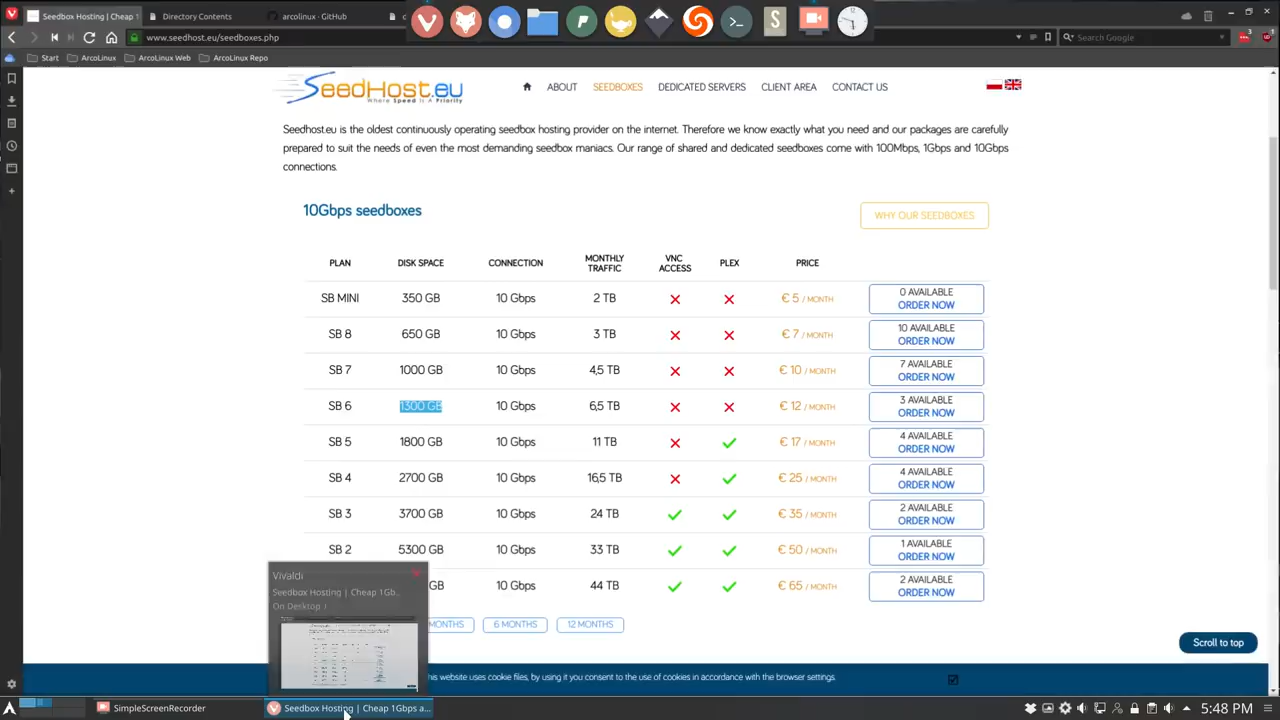 Seedbox Hosting | Cheap 1
Directory Contents
arcolinux · GitHub
www.seedhost.eu/seedboxes.php
Search Google
Start
ArcoLinux
ArcoLinux Web
ArcoLinux Repo
SEEDHOST.EU
Where Speed Is A Priority
ABOUT
SEEDBOXES
DEDICATED SERVERS
CLIENT AREA
CONTACT US
Seedhost.eu is the oldest continuously operating seedbox hosting provider on the internet. Therefore we know exactly what you need and our packages are carefully
prepared to suit the needs of even the most demanding seedbox maniacs. Our range of shared and dedicated seedboxes come with 100Mbps, 1Gbps and 10Gbps
connections.
10Gbps seedboxes
WHY OUR SEEDBOXES
PLAN DISK SPACE CONNECTION MONTHLY TRAFFIC VNC ACCESS PLEX PRICE
SB MINI 350 GB 10 Gbps 2 TB € 5 / MONTH 0 AVAILABLE
ORDER NOW
SB 8 650 GB 10 Gbps 3 TB € 7 / MONTH 10 AVAILABLE
ORDER NOW
SB 7 1000 GB 10 Gbps 4,5 TB € 10 / MONTH 7 AVAILABLE
ORDER NOW
SB 6 1300 GB 10 Gbps 6,5 TB € 12 / MONTH 3 AVAILABLE
ORDER NOW
SB 5 1800 GB 10 Gbps 11 TB € 17 / MONTH 4 AVAILABLE
ORDER NOW
SB 4 2700 GB 10 Gbps 16,5 TB € 25 / MONTH 4 AVAILABLE
ORDER NOW
SB 3 3700 GB 10 Gbps 24 TB € 35 / MONTH 2 AVAILABLE
ORDER NOW
SB 2 5300 GB 10 Gbps 33 TB € 50 / MONTH 1 AVAILABLE
ORDER NOW
GB 10 Gbps 44 TB € 65 / MONTH 2 AVAILABLE
ORDER NOW
Vivaldi
Seedbox Hosting | Cheap 1Gb...
On Desktop 1
MONTHS
6 MONTHS
12 MONTHS
Scroll to top
his website uses cookie files, by using it you consent to the use of cookies in accordance with the browser settings.
SimpleScreenRecorder
Seedbox Hosting | Cheap 1Gbps a...
5:48 PM